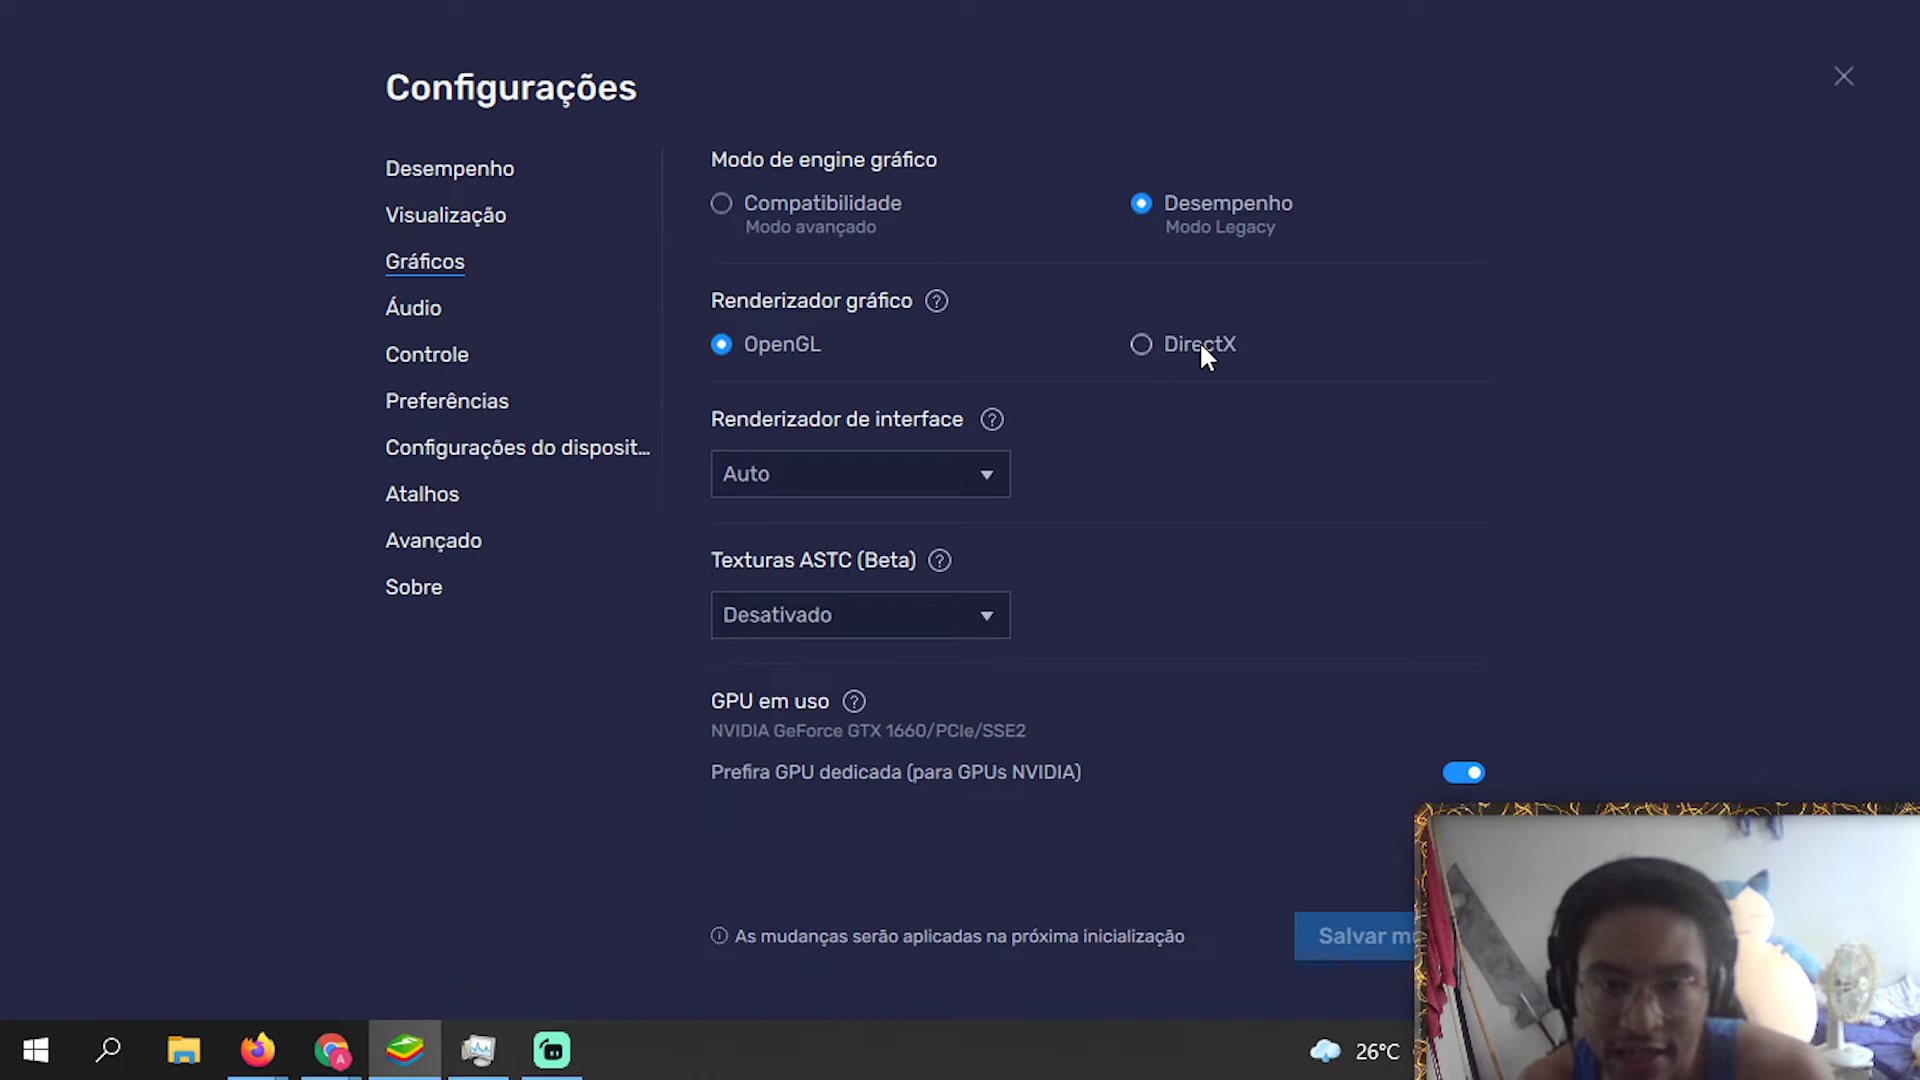 Configurações
Desempenho
Visualização
Gráficos
Áudio
Controle
Preferências
Configurações do disposit...
Atalhos
Avançado
Sobre
Modo de engine gráfico
Compatibilidade
Modo avançado
Desempenho
Modo Legacy
Renderizador gráfico ?
OpenGL
DirectX
Renderizador de interface ?
Auto
Texturas ASTC (Beta) ?
Desativado
GPU em uso ?
NVIDIA GeForce GTX 1660/PCIe/SSE2
Prefira GPU dedicada (para GPUs NVIDIA)
As mudanças serão aplicadas na próxima inicialização
Salvar
A
26°C